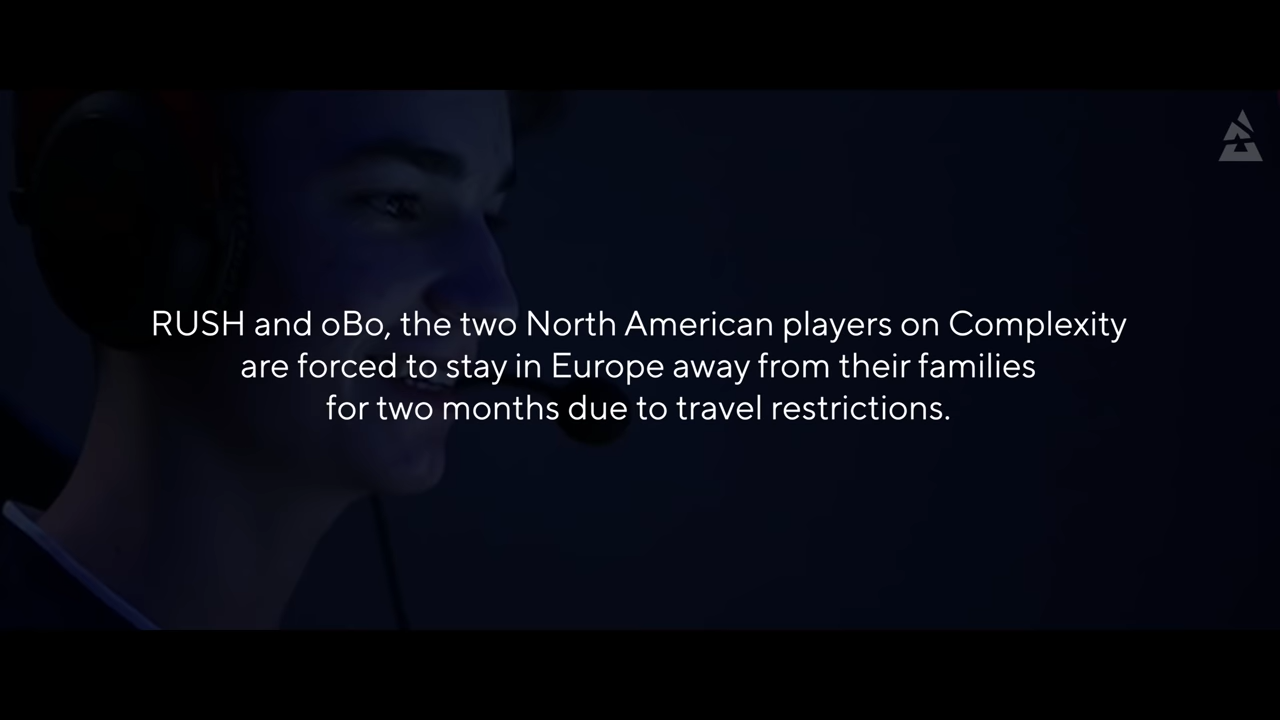 RUSH and oBo, the two North American players on Complexity
are forced to stay in Europe away from their families
for two months due to travel restrictions.